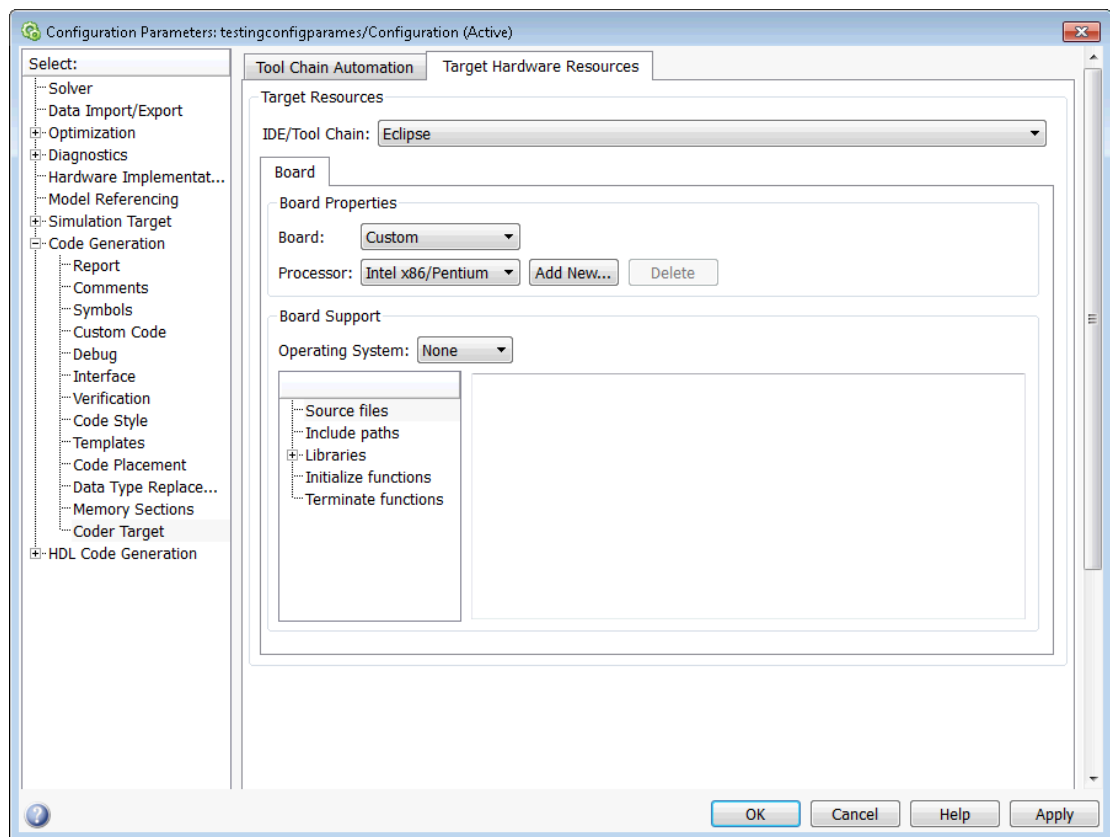 Configuration Parameters: testingconfigparames/Configuration (Active)
Select:
Solver
Data Import/Export
Optimization
Diagnostics
Hardware Implementat...
Model Referencing
Simulation Target
Code Generation
Report
Comments
Symbols
Custom Code
Debug
Interface
Verification
Code Style
Templates
Code Placement
Data Type Replace...
Memory Sections
Coder Target
HDL Code Generation
Tool Chain Automation Target Hardware Resources
Target Resources
IDE/Tool Chain: Eclipse
Board
Board Properties
Board: Custom
Processor: Intel x86/Pentium Add New... Delete
Board Support
Operating System: None
Source files
Include paths
Libraries
Initialize functions
Terminate functions
OK Cancel Help Apply